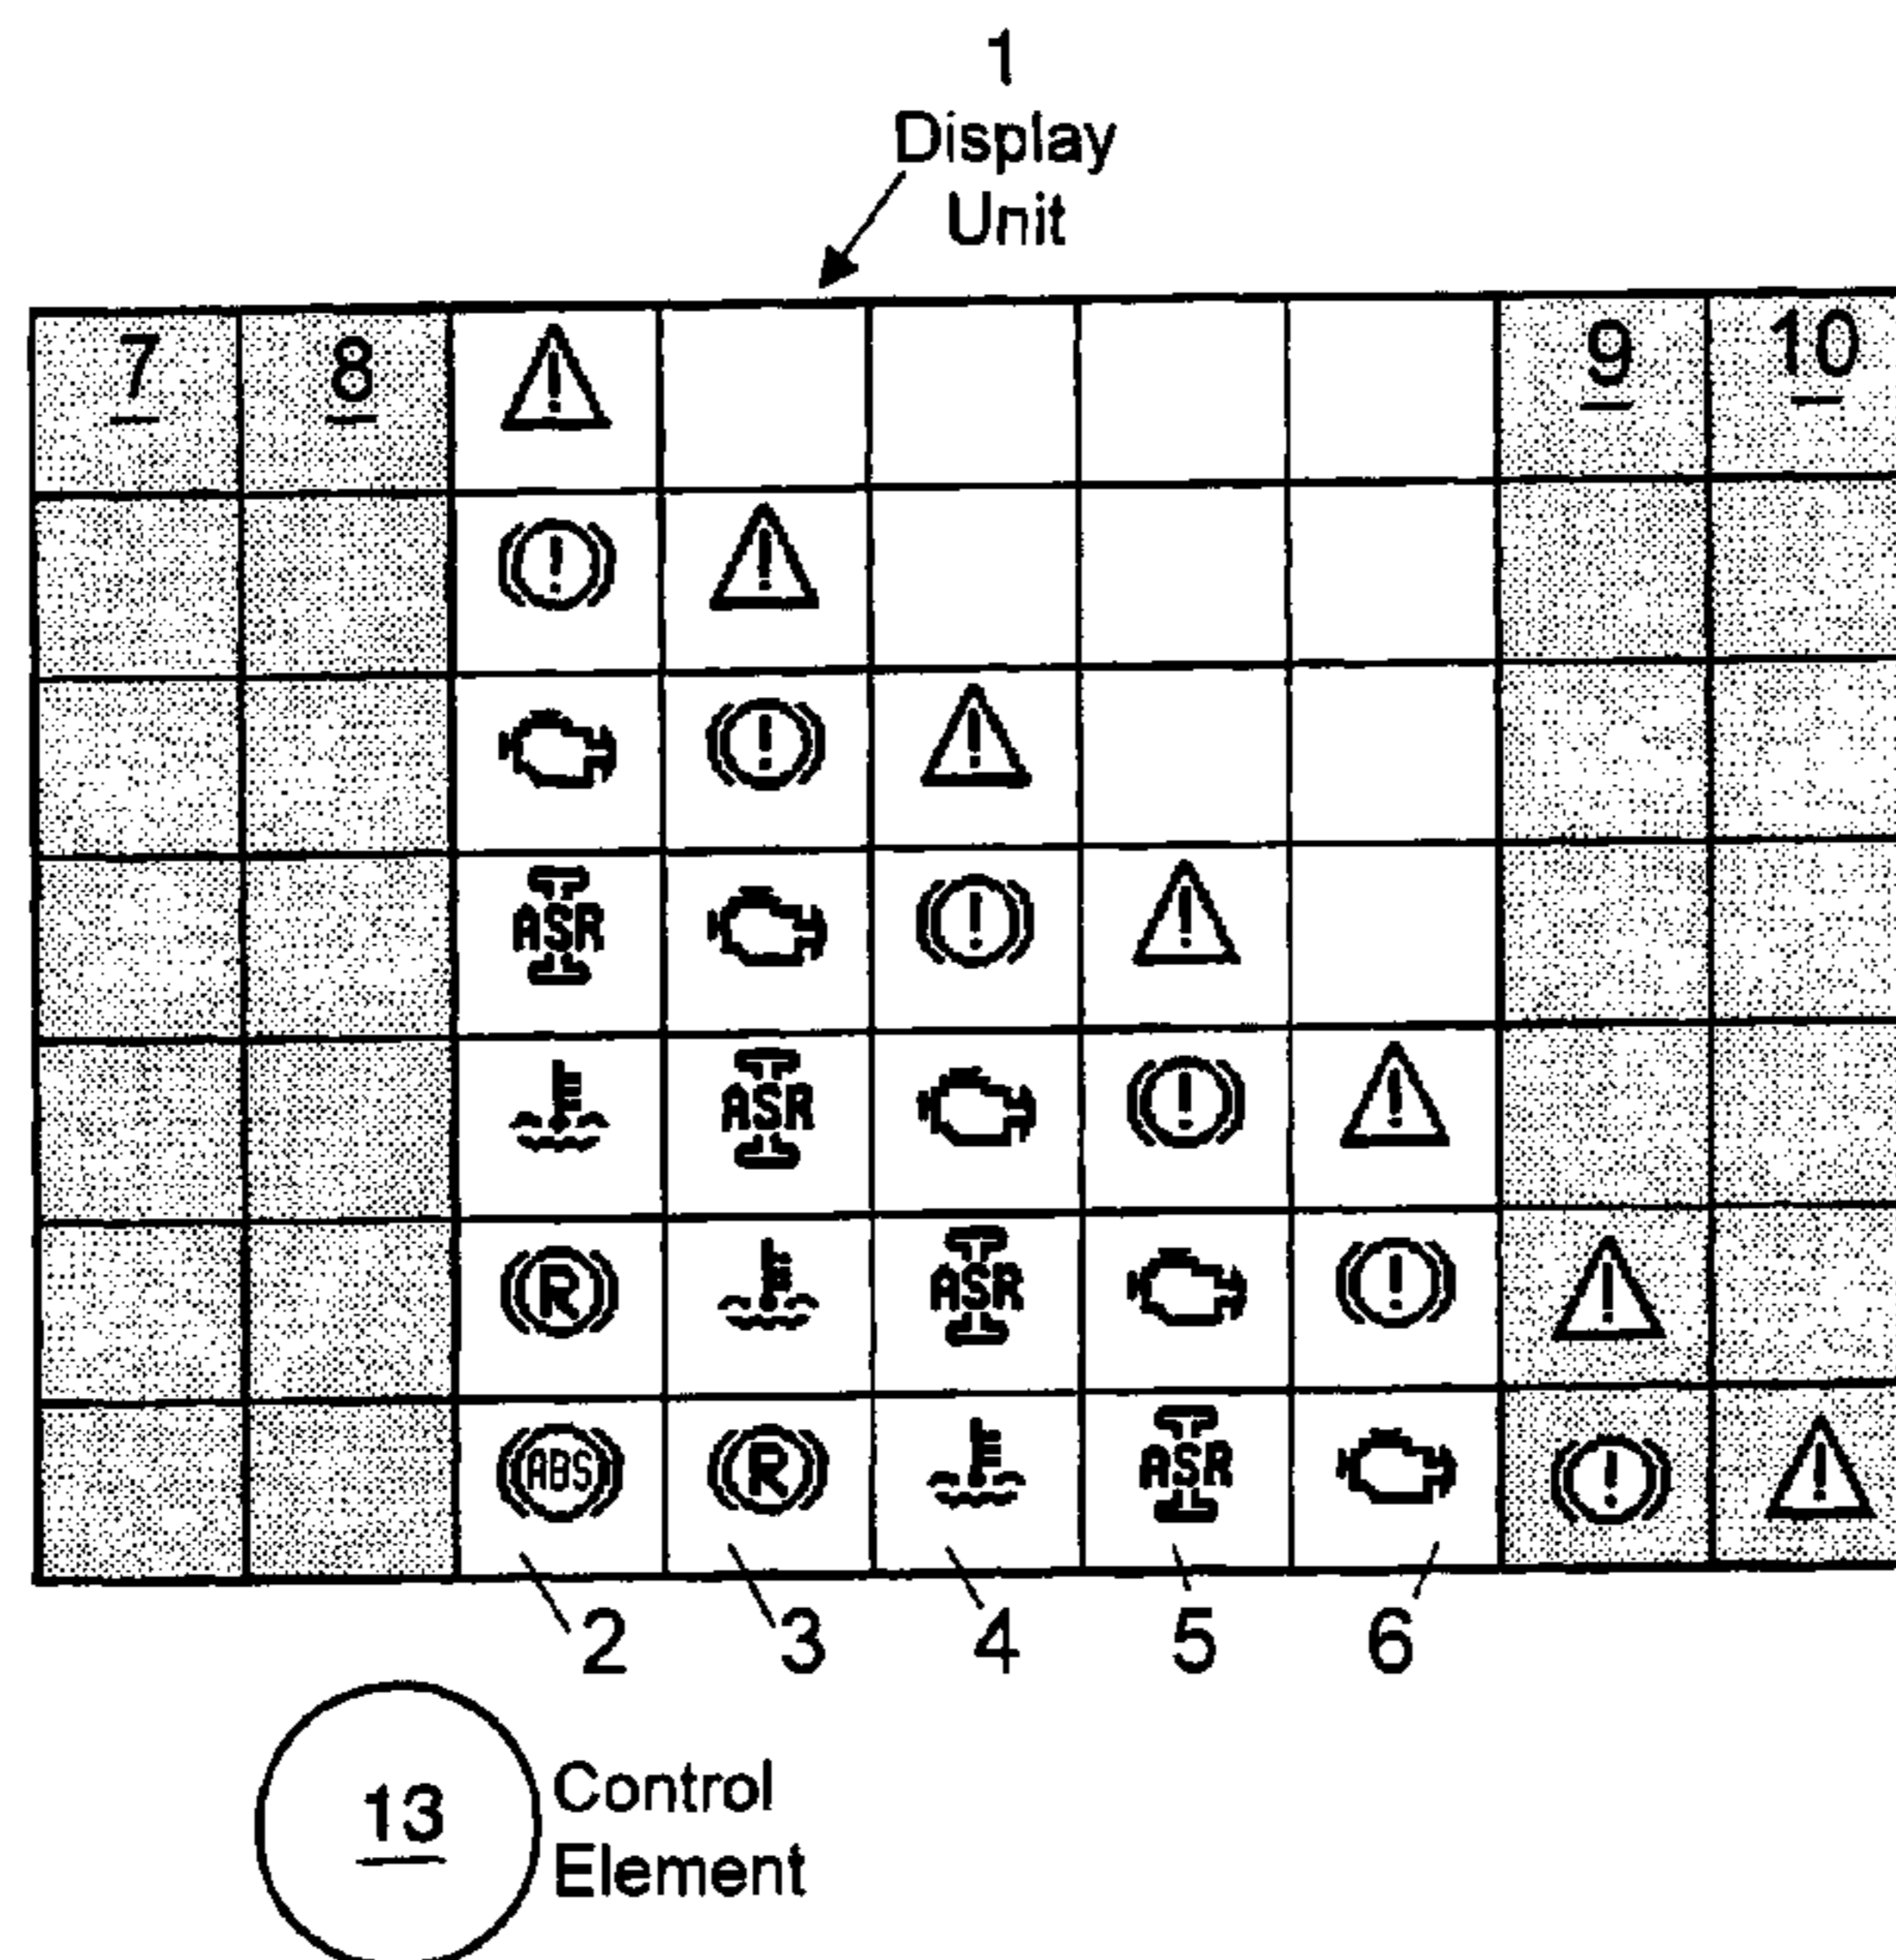 1
Display
Unit
7 8 9 10
ASR
ASR
R ASR
ABS R ASR
2 3 4 5 6
13
Control
Element